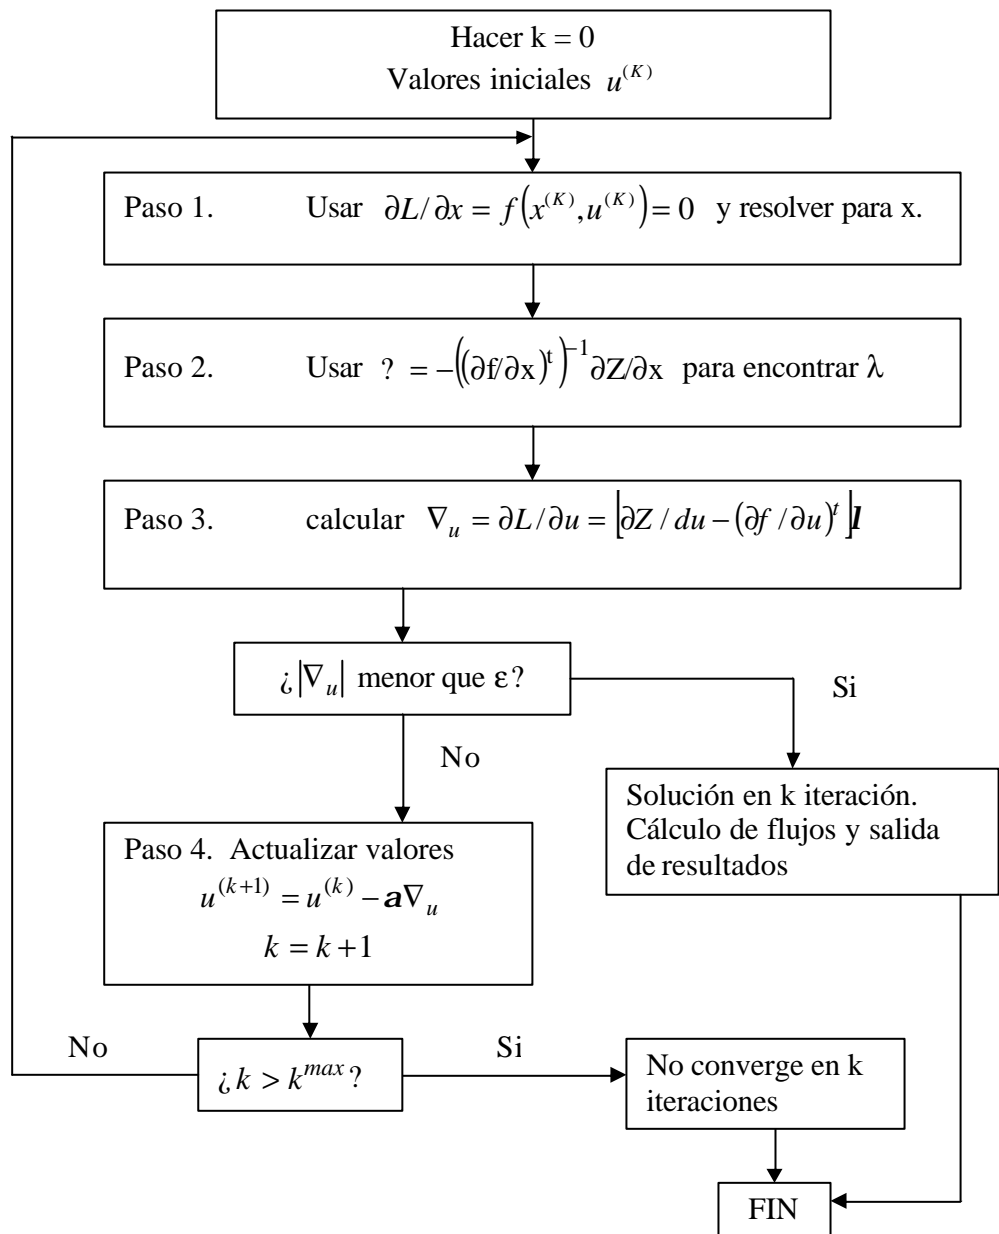 Hacer k = 0
Valores iniciales u^(K)
Paso 1. Usar ∂L/∂x = f(x^(K),u^(K))= 0 y resolver para x.
Paso 2. Usar ? = −((∂f/∂x)^t)^−1 ∂Z/∂x para encontrar λ
Paso 3. calcular ∇_u = ∂L/∂u = [∂Z/du − (∂f/∂u)^t]l
¿|∇_u| menor que ε?
Si
No
Solución en k iteración.
Cálculo de flujos y salida
de resultados
Paso 4. Actualizar valores
u^(k+1) = u^(k) − a∇_u
k = k + 1
No
¿k > k^max?
Si
No converge en k
iteraciones
FIN